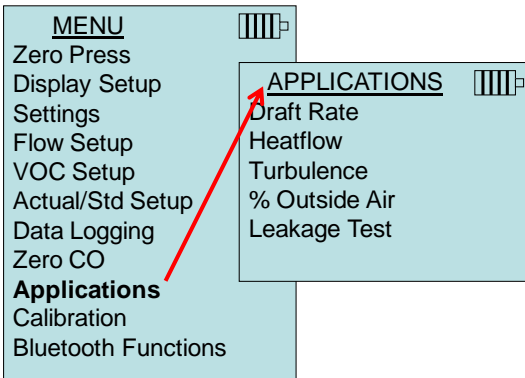 MENU
Zero Press
Display Setup
Settings
Flow Setup
VOC Setup
Actual/Std Setup
Data Logging
Zero CO
Applications
Calibration
Bluetooth Functions
APPLICATIONS
Draft Rate
Heatflow
Turbulence
% Outside Air
Leakage Test